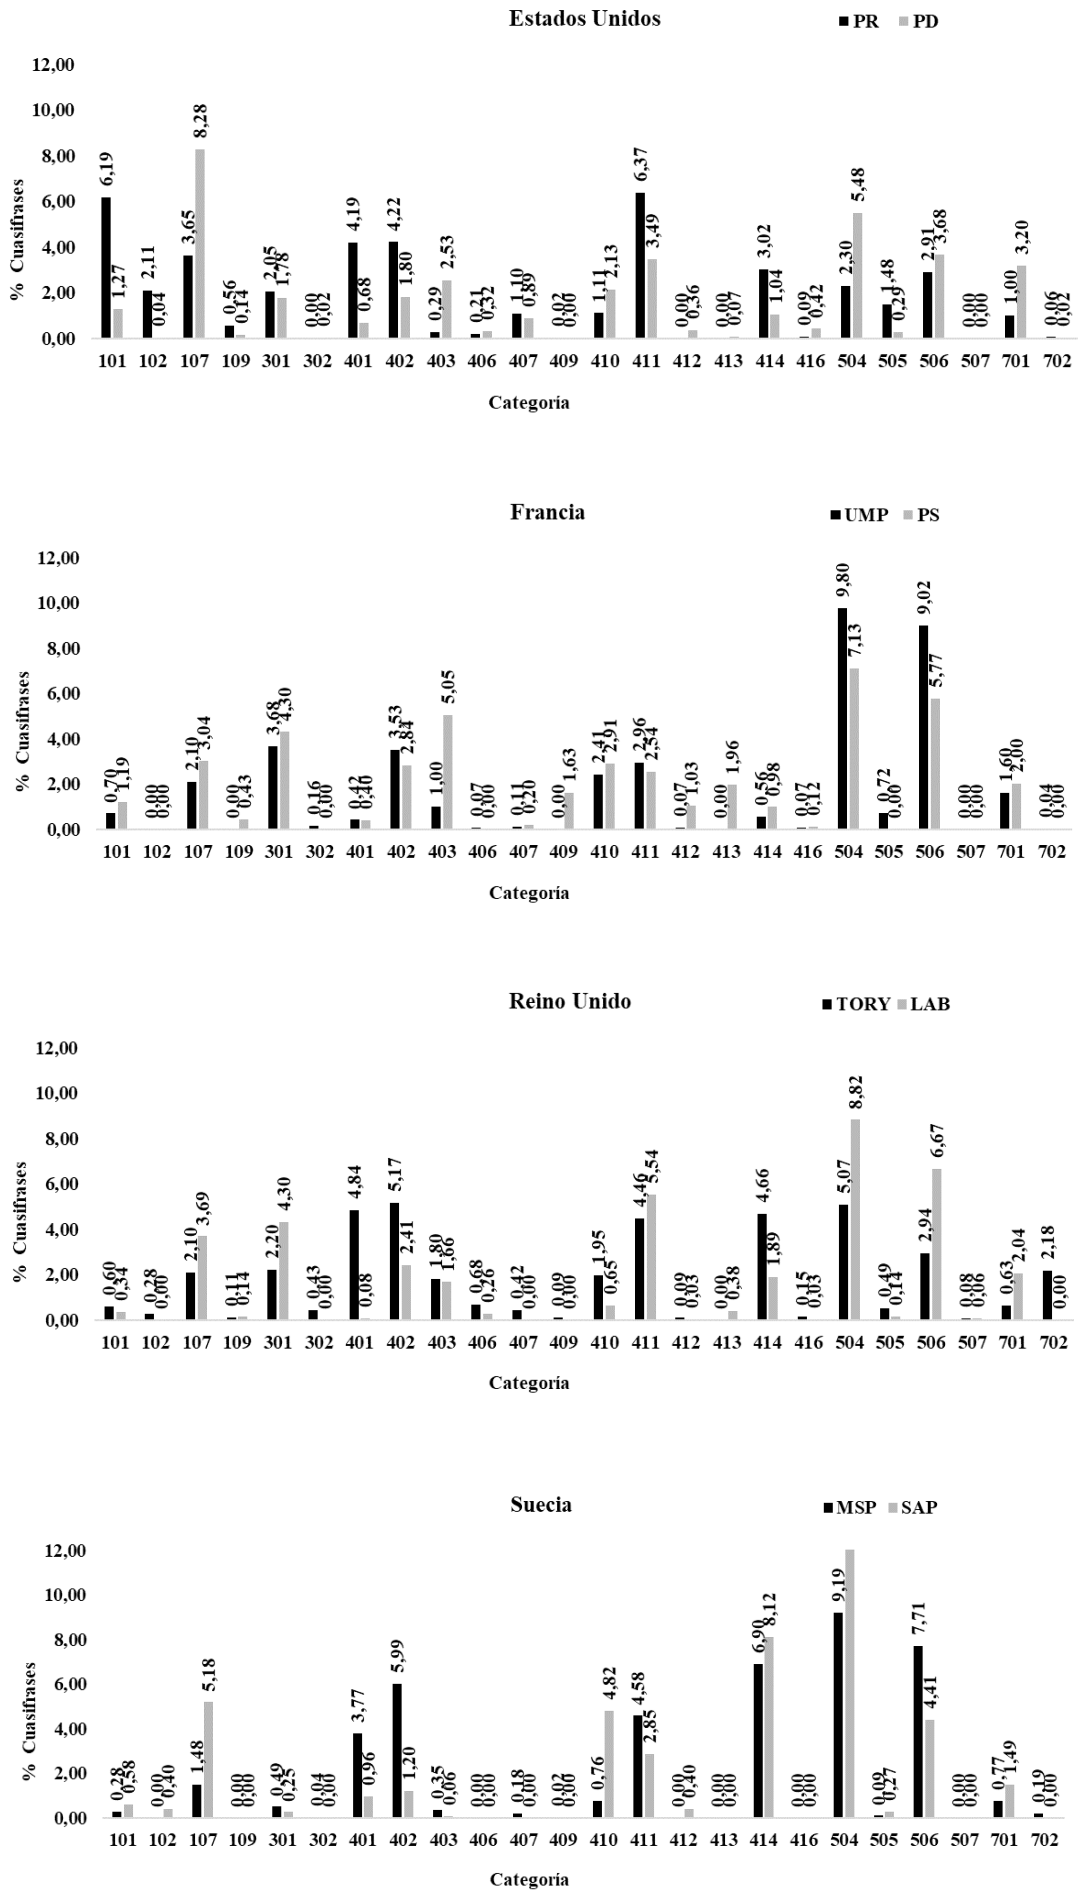 Estados Unidos
PR PD
% Cuasifrases
12,00
10,00
8,00
6,00
4,00
2,00
0,00
6,19 1,27 2,11 0,04 3,65 8,28 0,56 0,14 2,05 1,78 0,00 0,02 4,19 0,68 4,22 1,80 0,29 2,53 0,21 0,32 1,10 0,89 0,02 0,00 1,11 2,13 6,37 3,49 0,00 0,36 0,00 0,07 3,02 1,04 0,09 0,42 2,30 5,48 1,48 0,29 2,91 3,68 0,00 0,00 1,00 3,20 0,06 0,02
101 102 107 109 301 302 401 402 403 406 407 409 410 411 412 413 414 416 504 505 506 507 701 702
Categoría
Francia
UMP PS
% Cuasifrases
12,00
10,00
8,00
6,00
4,00
2,00
0,00
0,70 1,19 0,00 0,00 2,10 3,04 0,00 0,43 3,68 4,30 0,16 0,00 0,42 0,40 3,53 2,84 1,00 5,05 0,07 0,00 0,11 0,20 0,00 1,63 2,41 2,91 2,96 2,54 0,07 1,03 0,00 1,96 0,56 0,98 0,07 0,12 9,80 7,13 0,72 0,00 9,02 5,77 0,00 0,00 1,60 2,00 0,04 0,00
101 102 107 109 301 302 401 402 403 406 407 409 410 411 412 413 414 416 504 505 506 507 701 702
Categoría
Reino Unido
TORY LAB
% Cuasifrases
12,00
10,00
8,00
6,00
4,00
2,00
0,00
0,60 0,34 0,28 0,00 2,10 3,69 0,11 0,14 2,20 4,30 0,43 0,00 4,84 0,08 5,17 2,41 1,80 1,66 0,68 0,26 0,42 0,00 0,09 0,00 1,95 0,65 4,46 5,54 0,09 0,03 0,00 0,38 4,66 1,89 0,15 0,03 5,07 8,82 0,49 0,14 2,94 6,67 0,08 0,06 0,63 2,04 2,18 0,00
101 102 107 109 301 302 401 402 403 406 407 409 410 411 412 413 414 416 504 505 506 507 701 702
Categoría
Suecia
MSP SAP
% Cuasifrases
12,00
10,00
8,00
6,00
4,00
2,00
0,00
0,28 0,58 0,00 0,40 1,48 5,18 0,00 0,00 0,49 0,25 0,04 0,00 3,77 0,96 5,99 1,20 0,35 0,06 0,00 0,00 0,18 0,00 0,02 0,00 0,76 4,82 4,58 2,85 0,00 0,40 0,00 0,00 6,90 8,12 0,00 0,00 9,19 0,09 0,27 7,71 4,41 0,00 0,00 0,77 1,49 0,19 0,00
101 102 107 109 301 302 401 402 403 406 407 409 410 411 412 413 414 416 504 505 506 507 701 702
Categoría